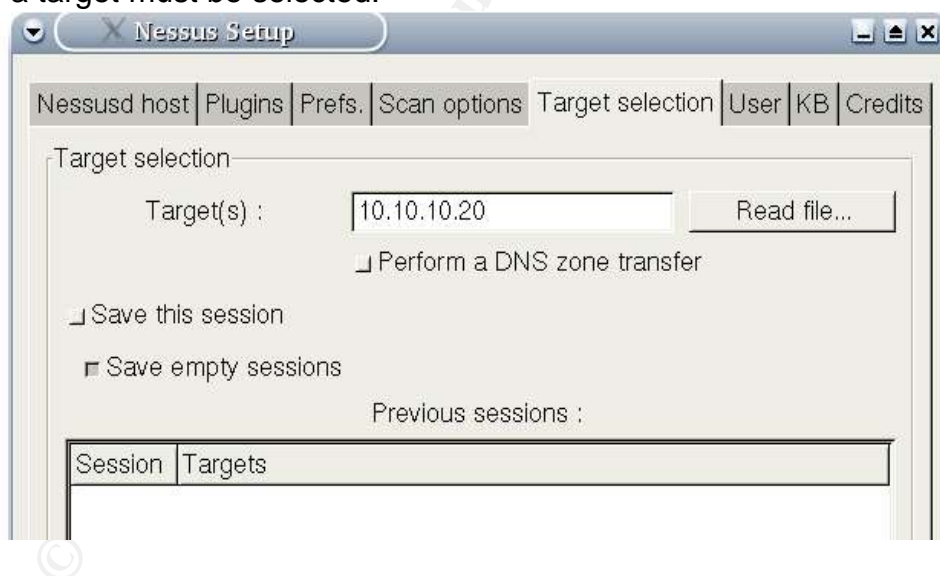 a target must be selected.
Nessus Setup
Nessusd host Plugins Prefs. Scan options Target selection User KB Credits
Target selection
Target(s) : 10.10.10.20 Read file...
Perform a DNS zone transfer
Save this session
Save empty sessions
Previous sessions :
Session Targets
©